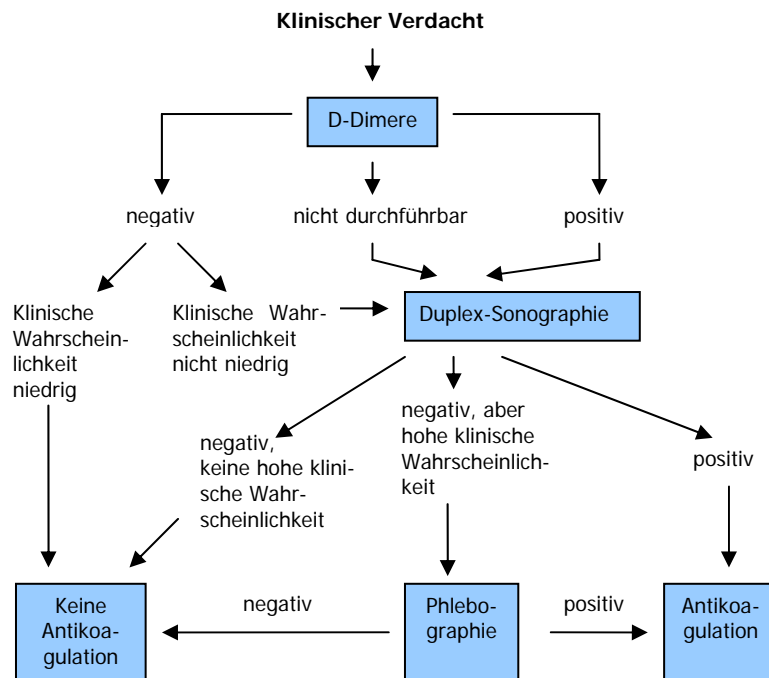 Klinischer Verdacht
D-Dimere
negativ
nicht durchführbar
positiv
Klinische
Wahrschein-
lichkeit
niedrig
Klinische Wahr-
scheinlichkeit
nicht niedrig
Duplex-Sonographie
negativ,
keine hohe klini-
sche Wahr-
scheinlichkeit
negativ, aber
hohe klinische
Wahrscheinlich-
keit
positiv
Keine
Antikoa-
gulation
negativ
Phlebo-
graphie
positiv
Antikoa-
gulation